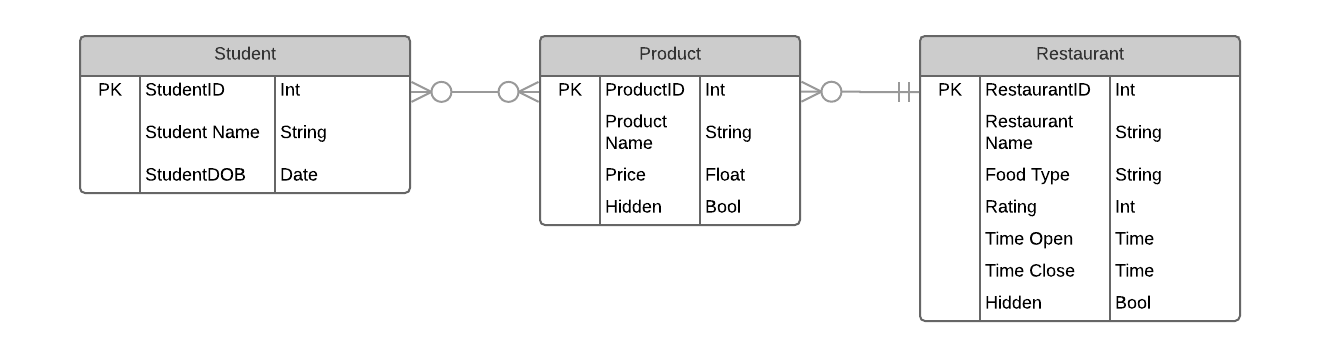 Student
PK StudentID Int
Student Name String
StudentDOB Date
Product
PK ProductID Int
Product
Name String
Price Float
Hidden Bool
Restaurant
PK RestaurantID Int
Restaurant
Name String
Food Type String
Rating Int
Time Open Time
Time Close Time
Hidden Bool